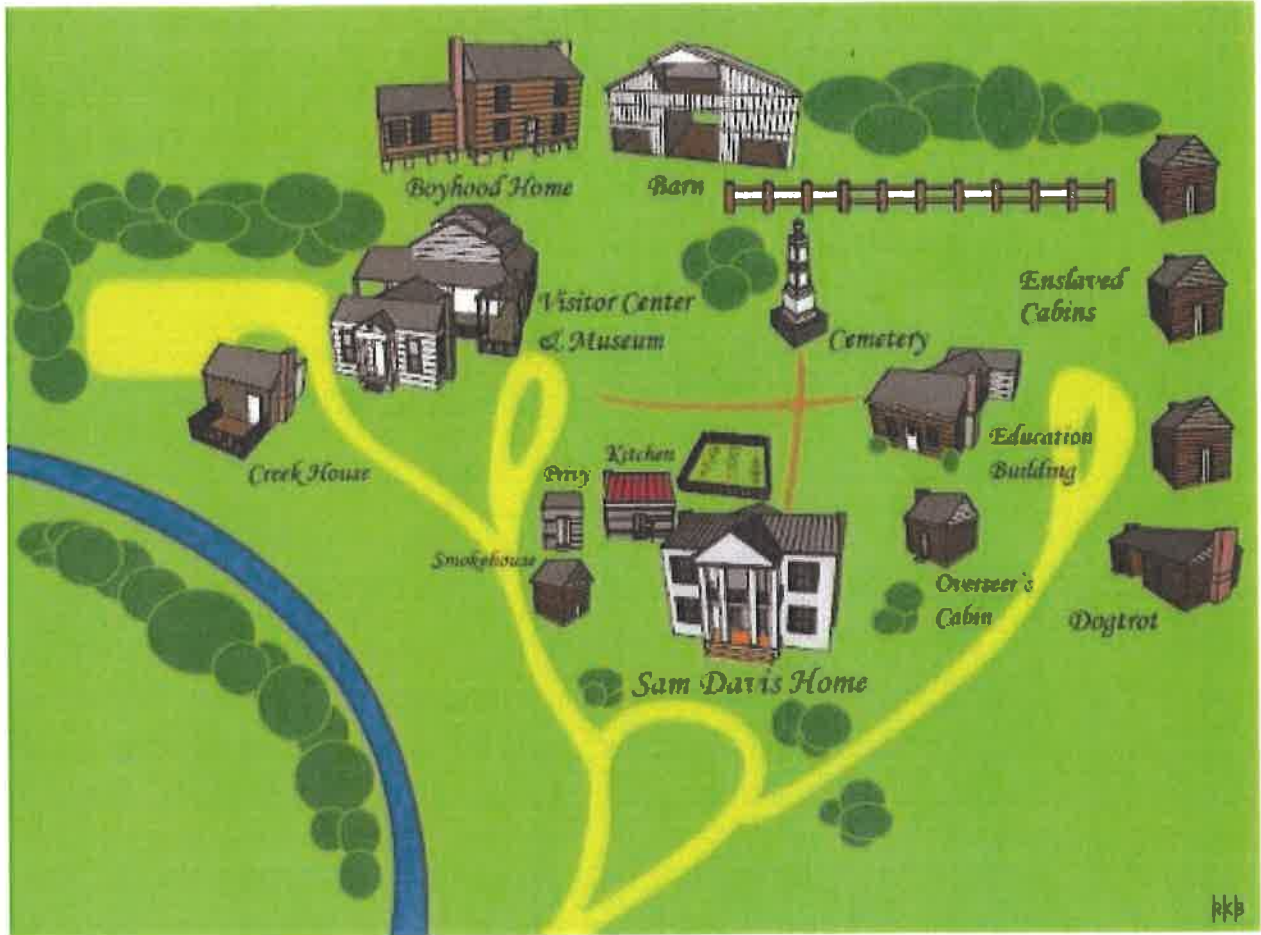 Boyhood Home
Barn
Enslaved
Cabins
Visitor Center
& Museum
Cemetery
Education
Building
Kitchen
Privy
Creek House
Smokehouse
Overseer's
Cabin
Dogtrot
Sam Davis Home
RKB